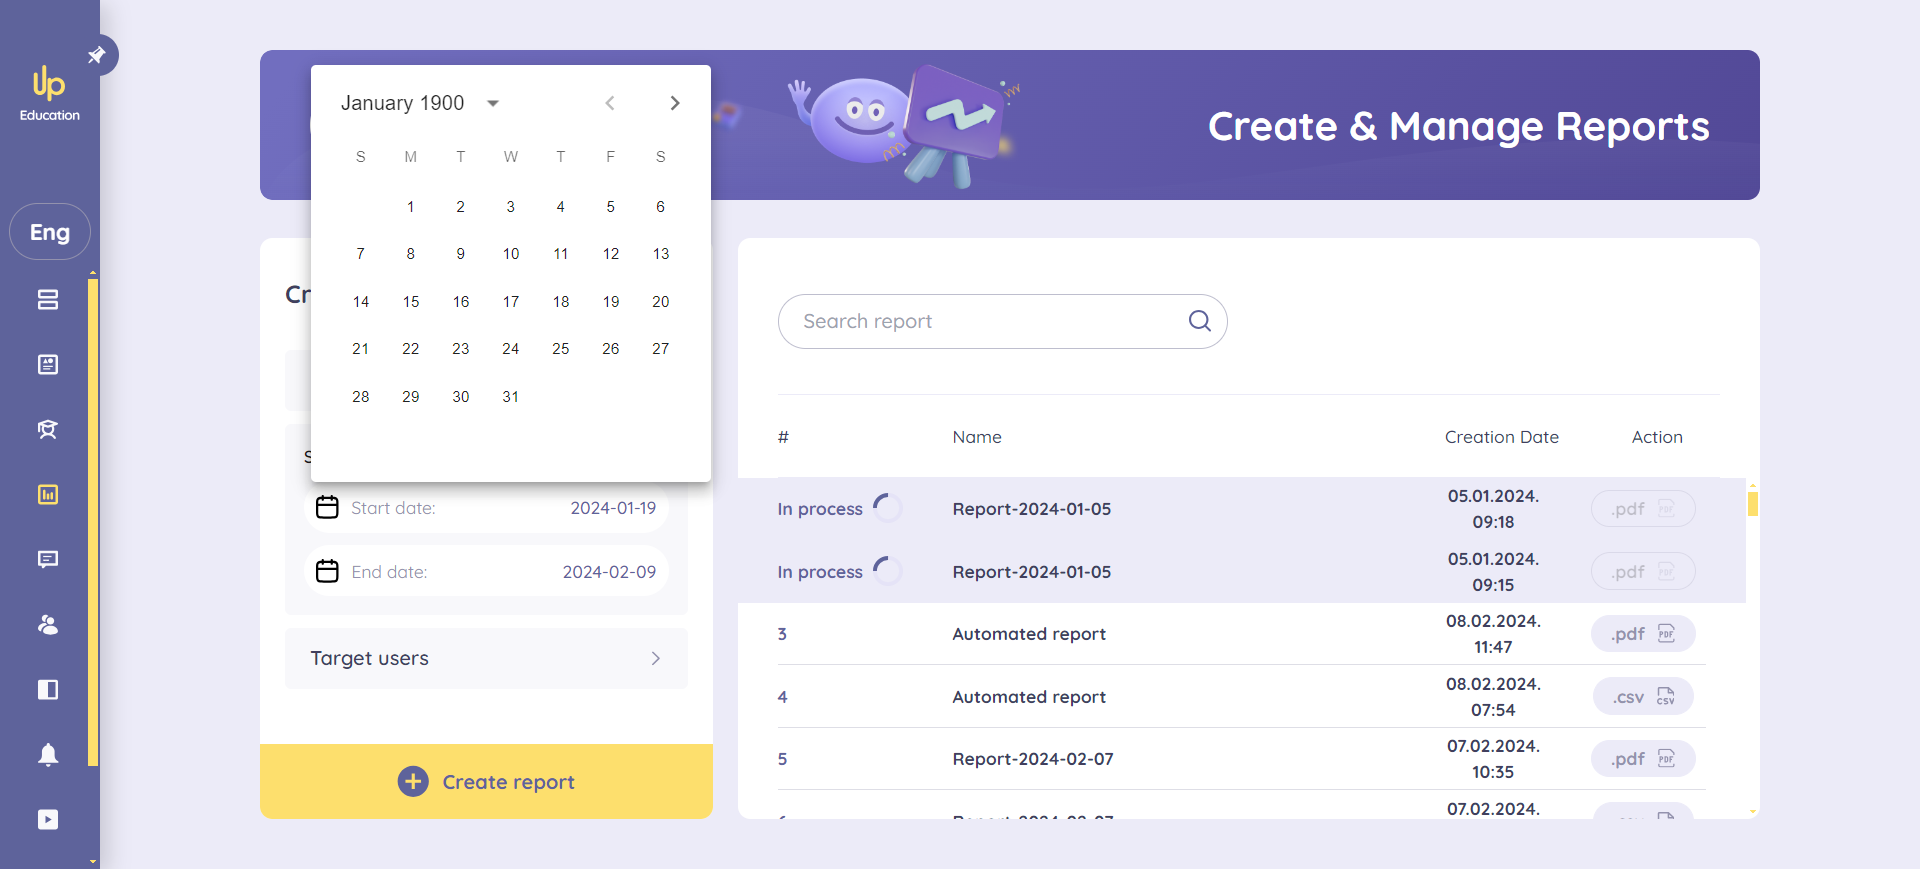 Up
Education
Eng
January 1900
S M T W T F S
1 2 3 4 5 6
7 8 9 10 11 12 13
14 15 16 17 18 19 20
21 22 23 24 25 26 27
28 29 30 31
Create & Manage Reports
Cr
S
Start date: 2024-01-19
End date: 2024-02-09
Target users
Create report
Search report
# Name Creation Date Action
In process Report-2024-01-05 05.01.2024. 09:18 .pdf PDF
In process Report-2024-01-05 05.01.2024. 09:15 .pdf PDF
3 Automated report 08.02.2024. 11:47 .pdf PDF
4 Automated report 08.02.2024. 07:54 .csv CSV
5 Report-2024-02-07 07.02.2024. 10:35 .pdf PDF
07.02.2024.